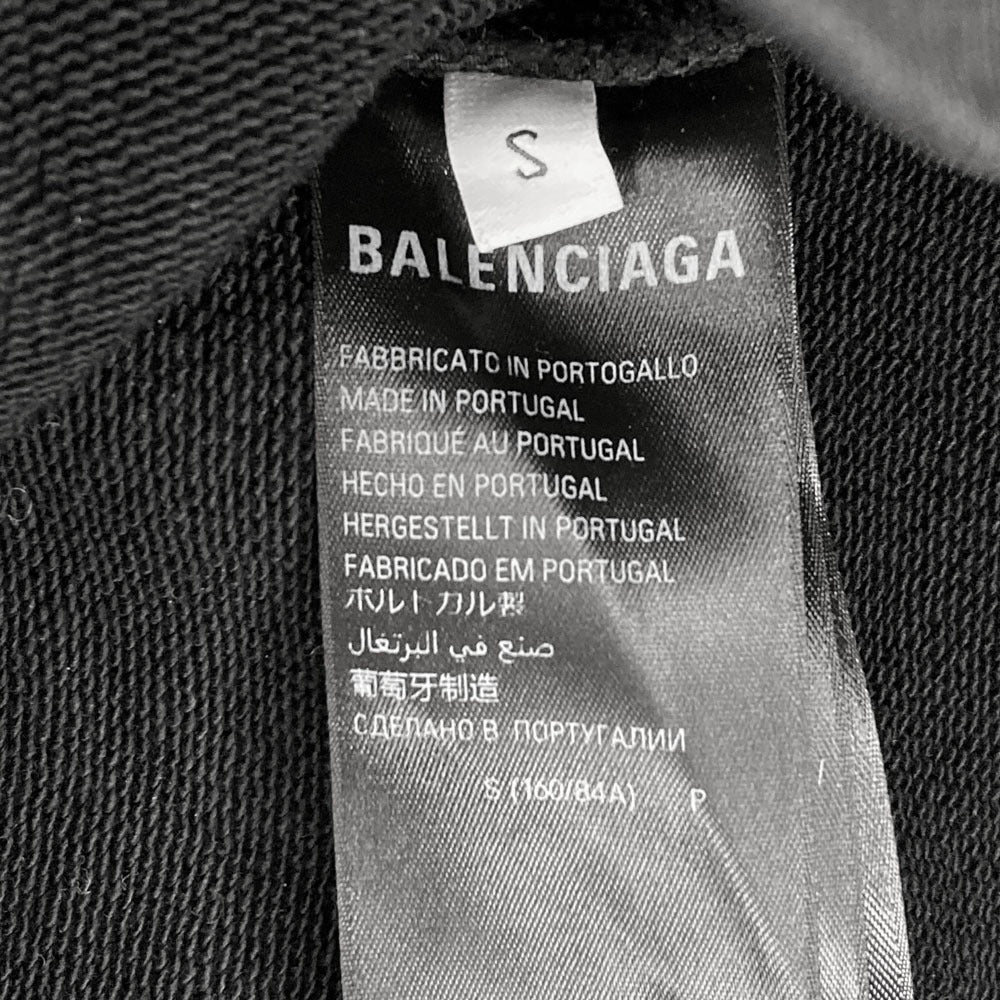 S
BALENCIAGA
FABBRICATO IN PORTOGALLO
MADE IN PORTUGAL
FABRIQUÉ AU PORTUGAL
HECHO EN PORTUGAL
HERGESTELLT IN PORTUGAL
FABRICADO EM PORTUGAL
ポルトガル製
صنع في البرتغال
葡萄牙制造
СДЕЛАНО В ПОРТУГАЛИИ
S (160/84A) P